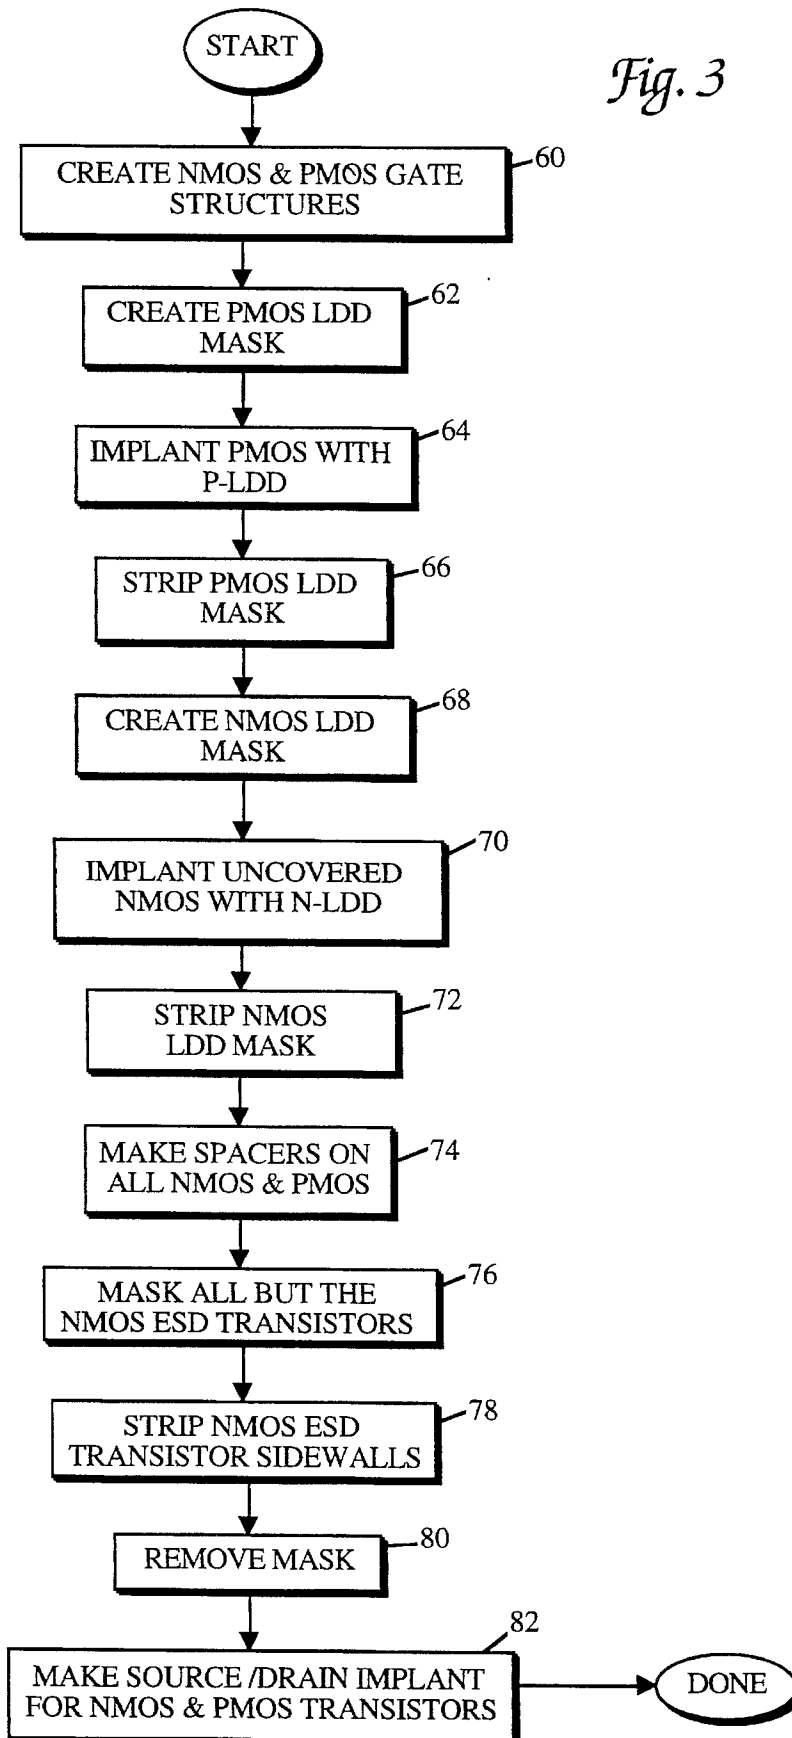 START
Fig. 3
60
CREATE NMOS & PMOS GATE
STRUCTURES
62
CREATE PMOS LDD
MASK
64
IMPLANT PMOS WITH
P-LDD
66
STRIP PMOS LDD
MASK
68
CREATE NMOS LDD
MASK
70
IMPLANT UNCOVERED
NMOS WITH N-LDD
72
STRIP NMOS
LDD MASK
74
MAKE SPACERS ON
ALL NMOS & PMOS
76
MASK ALL BUT THE
NMOS ESD TRANSISTORS
78
STRIP NMOS ESD
TRANSISTOR SIDEWALLS
80
REMOVE MASK
82
MAKE SOURCE /DRAIN IMPLANT
FOR NMOS & PMOS TRANSISTORS
DONE